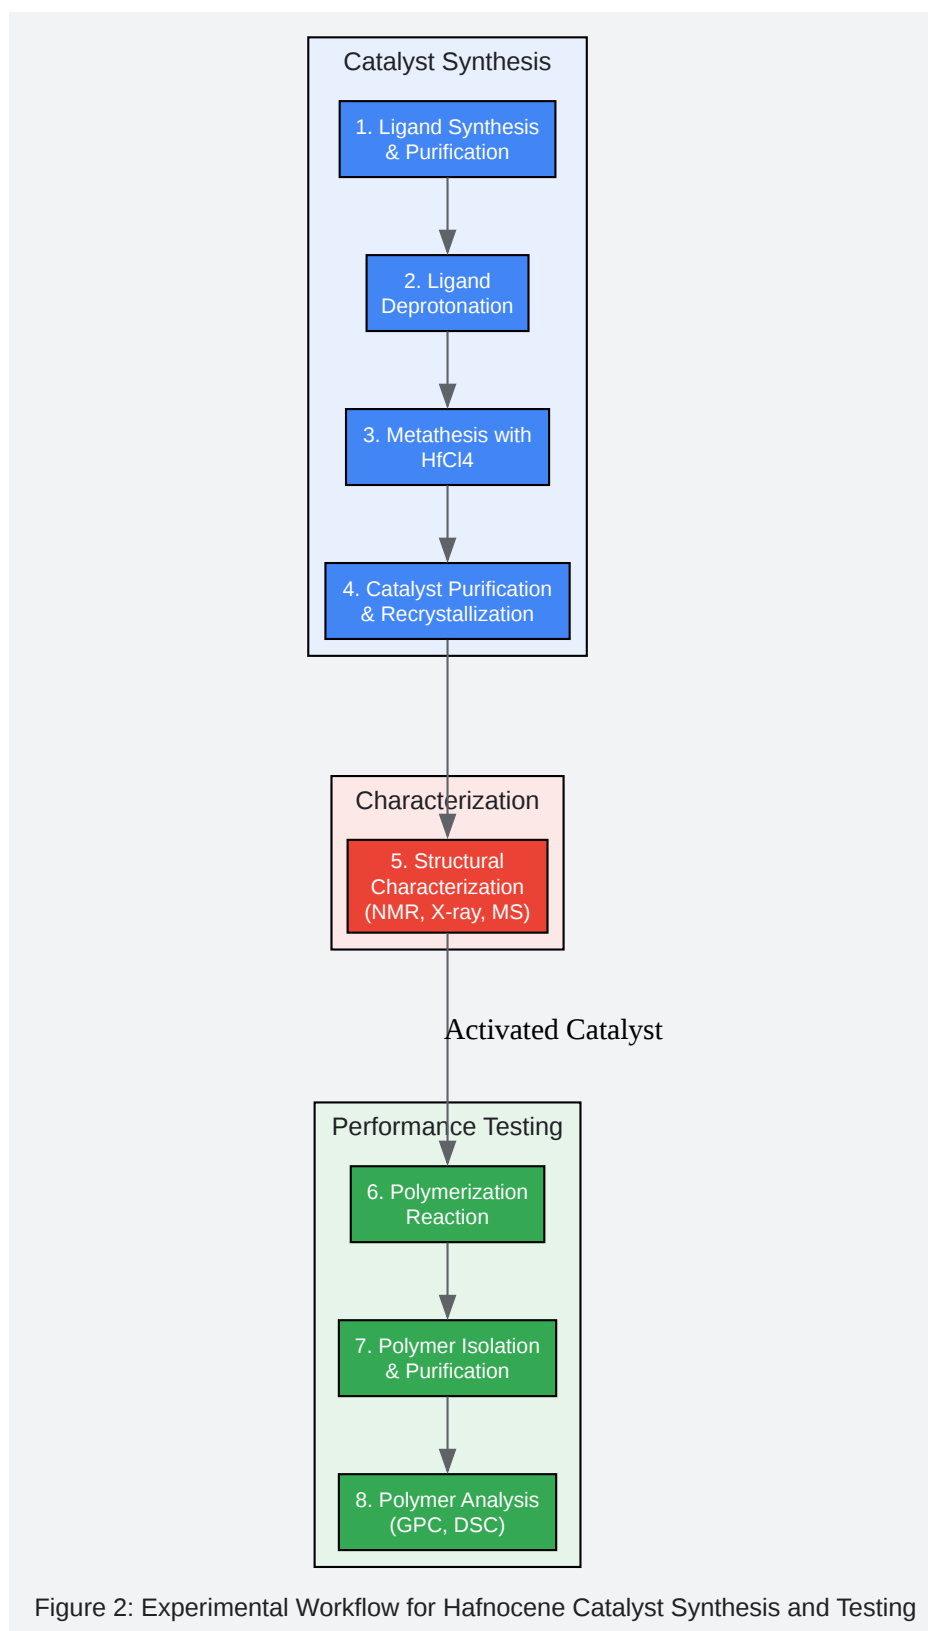 Catalyst Synthesis
1. Ligand Synthesis
& Purification
2. Ligand
Deprotonation
3. Metathesis with
HfCl4
4. Catalyst Purification
& Recrystallization
Characterization
5. Structural
Characterization
(NMR, X-ray, MS)
Activated Catalyst
Performance Testing
6. Polymerization
Reaction
7. Polymer Isolation
& Purification
8. Polymer Analysis
(GPC, DSC)
Figure 2: Experimental Workflow for Hafnocene Catalyst Synthesis and Testing